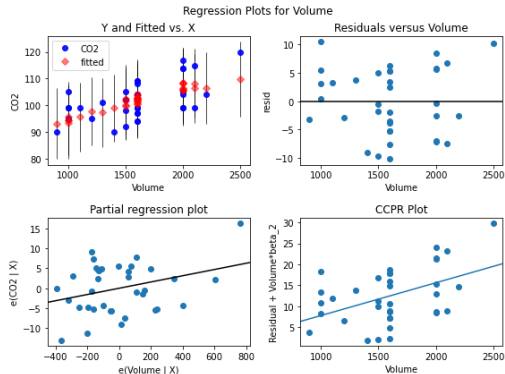 Regression Plots for Volume
Y and Fitted vs. X
CO2
fitted
120
110
100
90
80
CO2
1000 1500 2000 2500
Volume
Residuals versus Volume
10
5
0
−5
−10
resid
1000 1500 2000 2500
Volume
Partial regression plot
15
10
5
0
−5
−10
e(CO2 | X)
−400 −200 0 200 400 600 800
e(Volume | X)
CCPR Plot
30
25
20
15
10
5
Residual + Volume*beta_2
1000 1500 2000 2500
Volume